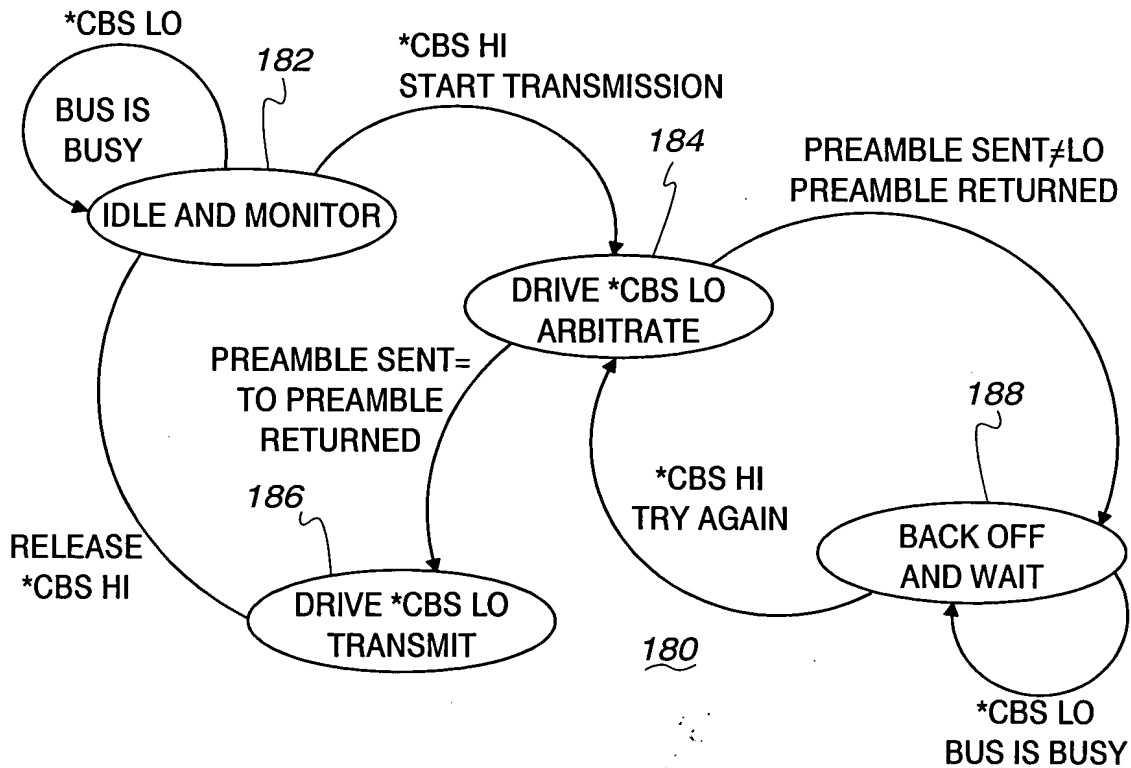 *CBS LO
BUS IS
BUSY
182
*CBS HI
START TRANSMISSION
184
PREAMBLE SENT≠LO
PREAMBLE RETURNED
IDLE AND MONITOR
DRIVE *CBS LO
ARBITRATE
PREAMBLE SENT=
TO PREAMBLE
RETURNED
188
*CBS HI
TRY AGAIN
186
RELEASE
*CBS HI
BACK OFF
AND WAIT
DRIVE *CBS LO
TRANSMIT
180
*CBS LO
BUS IS BUSY